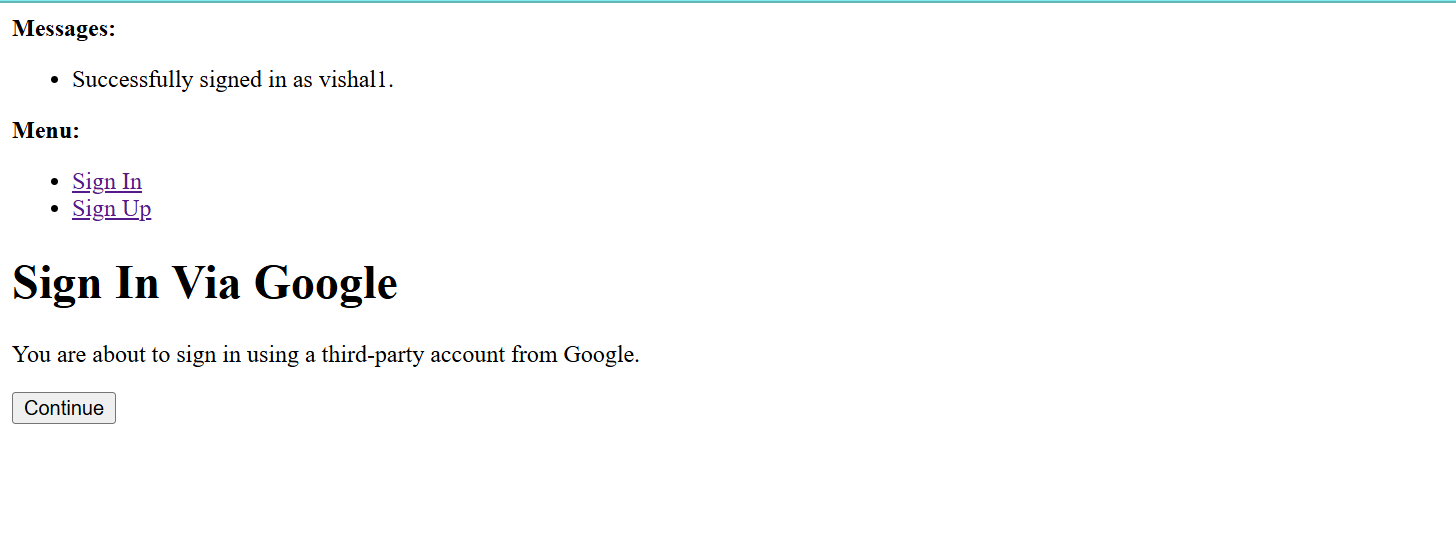 Messages:
Successfully signed in as vishal1.
Menu:
Sign In
Sign Up
Sign In Via Google
You are about to sign in using a third-party account from Google.
Continue